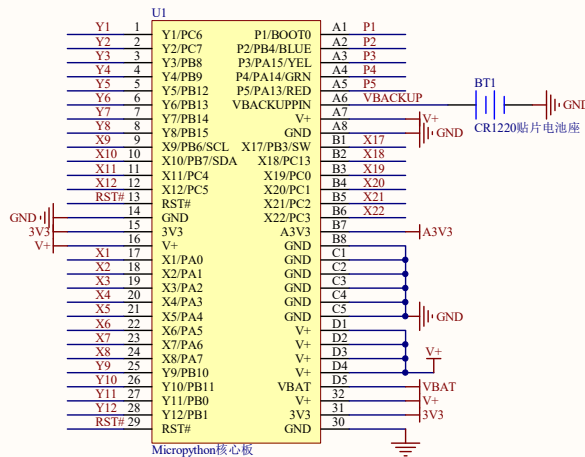 U1
Y1 1 Y1/PC6 P1/BOOT0 A1 P1
Y2 2 Y2/PC7 P2/PB4/BLUE A2 P2
Y3 3 Y3/PB8 P3/PA15/YEL A3 P3
Y4 4 Y4/PB9 P4/PA14/GRN A4 P4
Y5 5 Y5/PB12 P5/PA13/RED A5 P5
Y6 6 Y6/PB13 VBACKUPPIN A6 VBACKUP
BT1
GND
CR1220贴片电池座
Y7 7 Y7/PB14 V+ A7 V+
Y8 8 Y8/PB15 GND A8 GND
X9 9 X9/PB6/SCL X17/PB3/SW B1 X17
X10 10 X10/PB7/SDA X18/PC13 B2 X18
X11 11 X11/PC4 X19/PC0 B3 X19
X12 12 X12/PC5 X20/PC1 B4 X20
RST# 13 RST# X21/PC2 B5 X21
GND 14 GND X22/PC3 B6 X22
3V3 15 3V3 A3V3 B7 A3V3
V+ 16 V+ GND B8
X1 17 X1/PA0 GND C1
X2 18 X2/PA1 GND C2
X3 19 X3/PA2 GND C3
X4 20 X4/PA3 GND C4
X5 21 X5/PA4 GND C5 GND
X6 22 X6/PA5 V+ D1
X7 23 X7/PA6 V+ D2
X8 24 X8/PA7 V+ D3 V+
Y9 25 Y9/PB10 V+ D4
Y10 26 Y10/PB11 VBAT D5 VBAT
Y11 27 Y11/PB0 V+ 32 V+
Y12 28 Y12/PB1 3V3 31 3V3
RST# 29 RST# GND 30
Micropython核心板